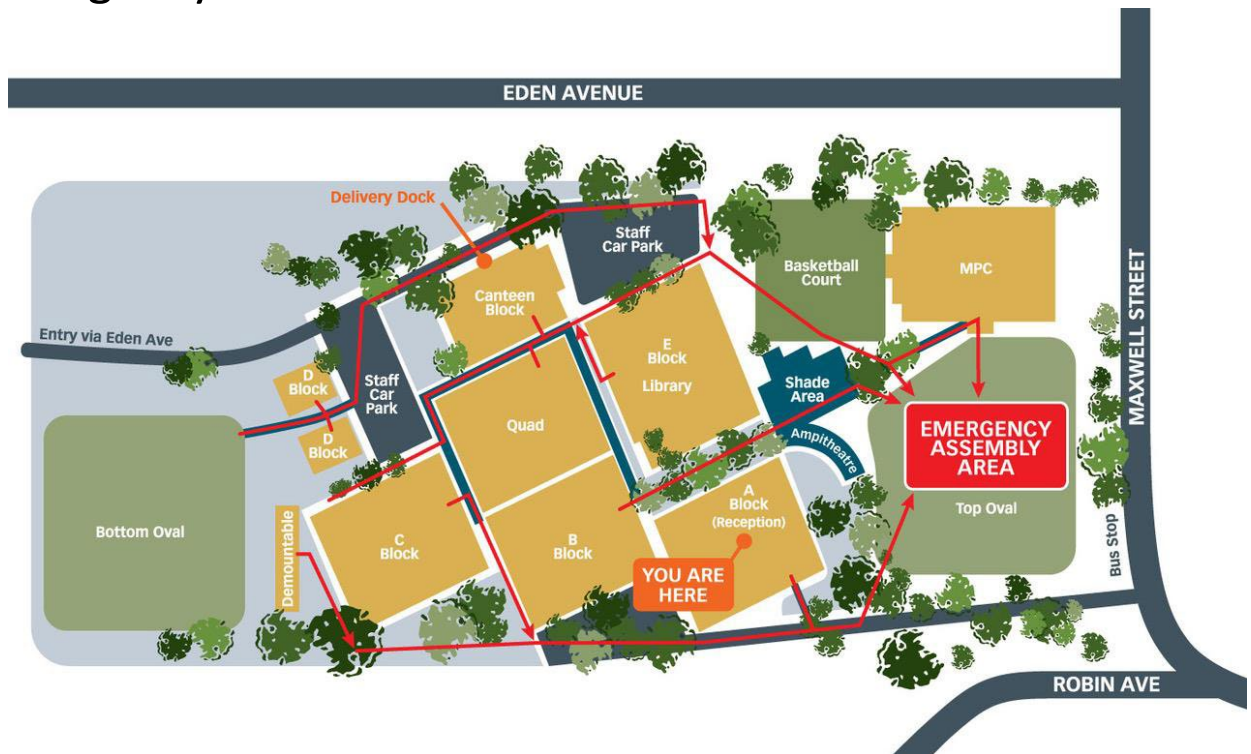 EDEN AVENUE
Delivery Dock
Staff
Car Park
Canteen
Block
Basketball
Court
MPC
MAXWELL STREET
Entry via Eden Ave
E
Block
Library
D
Block
Staff
Car
Park
Shade
Area
Quad
D
Block
Ampitheatre
EMERGENCY
ASSEMBLY
AREA
Top Oval
Bottom Oval
Demountable
C
Block
B
Block
A
Block
(Reception)
YOU ARE
HERE
Bus Stop
ROBIN AVE